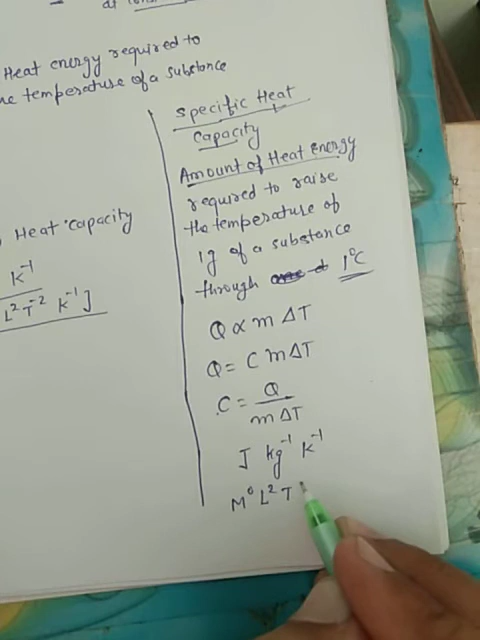 at
Heat energy required to
temperature of a substance
Heat Capacity
K⁻¹
L² T⁻² K⁻¹]
Specific Heat
Capacity
Amount of Heat Energy
required to raise
the temperature of
1g of a substance
through 1°C
Q ∝ m ΔT
Q = C m ΔT
C = Q / m ΔT
J kg⁻¹ K⁻¹
M⁰ L² T